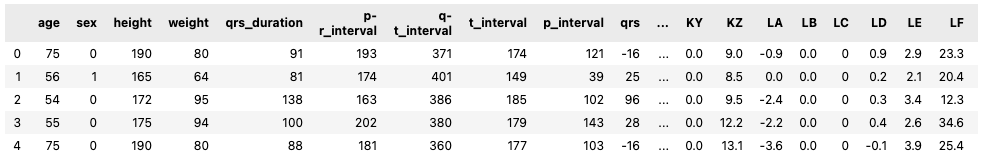 age sex height weight qrs_duration p-r_interval q-t_interval t_interval p_interval qrs ... KY KZ LA LB LC LD LE LF
0 75 0 190 80 91 193 371 174 121 -16 ... 0.0 9.0 -0.9 0.0 0 0.9 2.9 23.3
1 56 1 165 64 81 174 401 149 39 25 ... 0.0 8.5 0.0 0.0 0 0.2 2.1 20.4
2 54 0 172 95 138 163 386 185 102 96 ... 0.0 9.5 -2.4 0.0 0 0.3 3.4 12.3
3 55 0 175 94 100 202 380 179 143 28 ... 0.0 12.2 -2.2 0.0 0 0.4 2.6 34.6
4 75 0 190 80 88 181 360 177 103 -16 ... 0.0 13.1 -3.6 0.0 0 -0.1 3.9 25.4